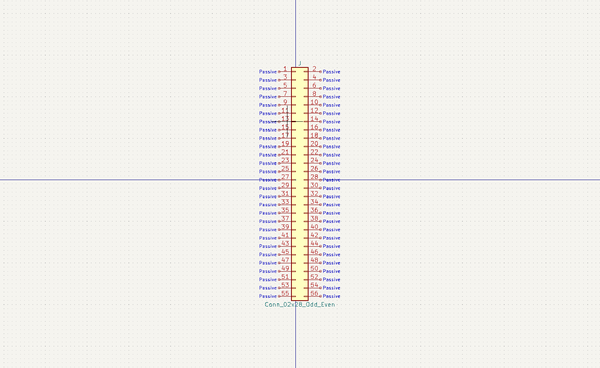 J
Passive 1 2 Passive
Passive 3 4 Passive
Passive 5 6 Passive
Passive 7 8 Passive
Passive 9 10 Passive
Passive 11 12 Passive
Passive 13 14 Passive
Passive 15 16 Passive
Passive 17 18 Passive
Passive 19 20 Passive
Passive 21 22 Passive
Passive 23 24 Passive
Passive 25 26 Passive
Passive 27 28 Passive
Passive 29 30 Passive
Passive 31 32 Passive
Passive 33 34 Passive
Passive 35 36 Passive
Passive 37 38 Passive
Passive 39 40 Passive
Passive 41 42 Passive
Passive 43 44 Passive
Passive 45 46 Passive
Passive 47 48 Passive
Passive 49 50 Passive
Passive 51 52 Passive
Passive 53 54 Passive
Passive 55 56 Passive
Conn_02x28_Odd_Even